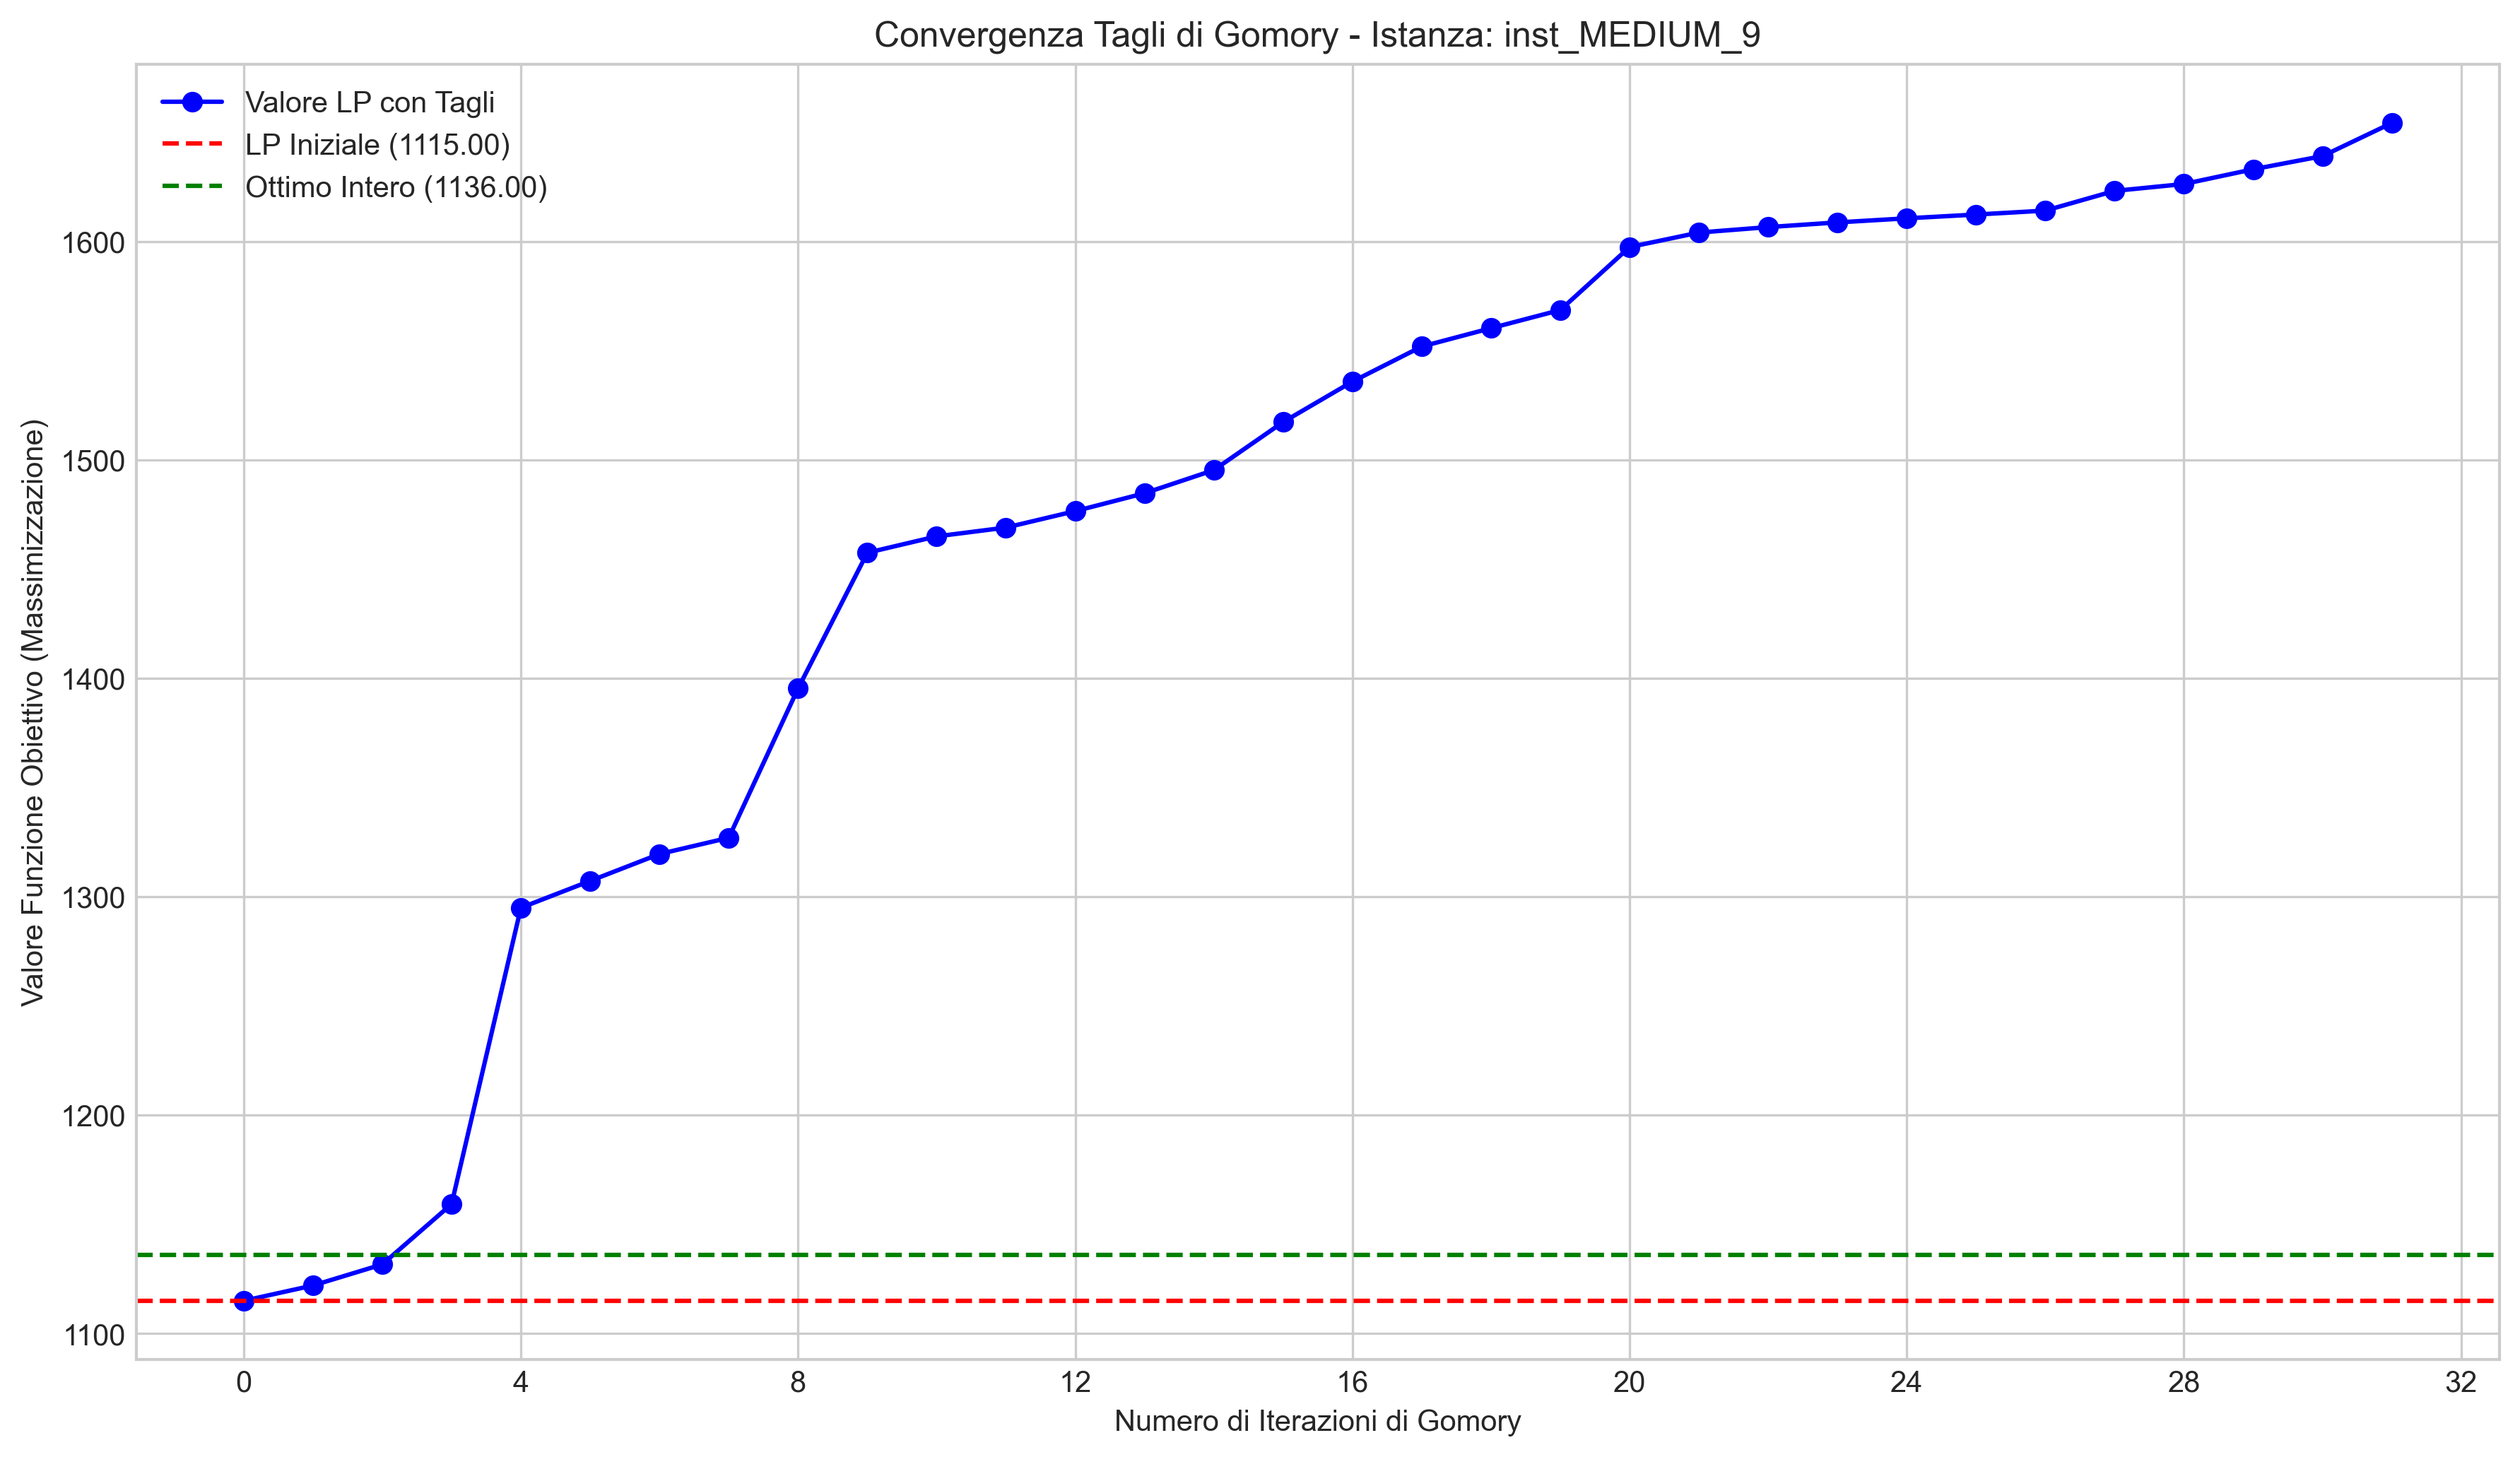 Convergenza Tagli di Gomory - Istanza: inst_MEDIUM_9
Valore LP con Tagli
LP Iniziale (1115.00)
Ottimo Intero (1136.00)
Valore Funzione Obiettivo (Massimizzazione)
1600
1500
1400
1300
1200
1100
0 4 8 12 16 20 24 28 32
Numero di Iterazioni di Gomory